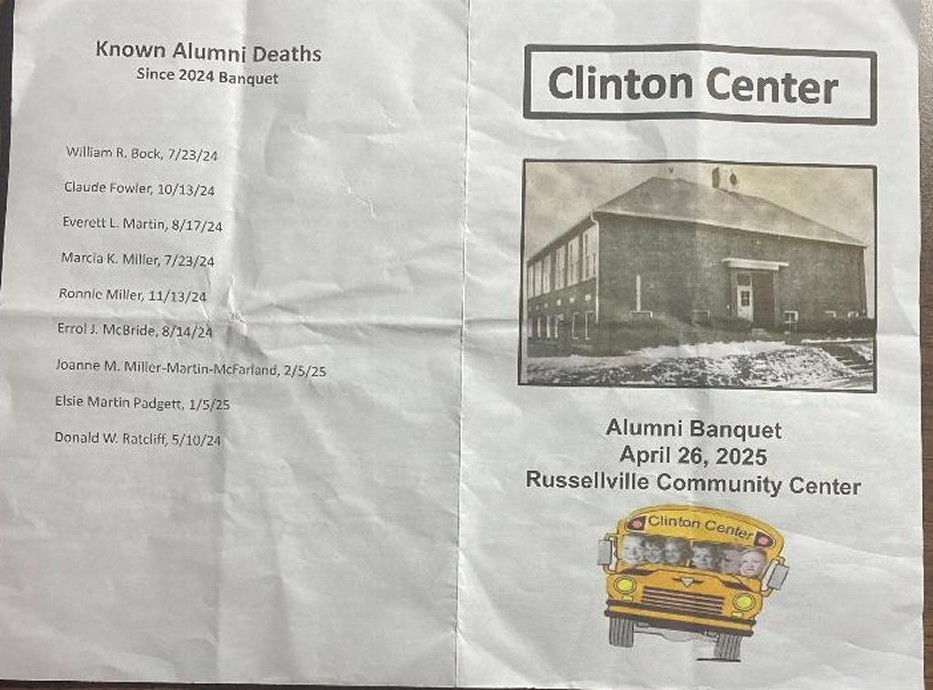 Known Alumni Deaths
Since 2024 Banquet
William R. Bock, 7/23/24
Claude Fowler, 10/13/24
Everett L. Martin, 8/17/24
Marcia K. Miller, 7/23/24
Ronnie Miller, 11/13/24
Errol J. McBride, 8/14/24
Joanne M. Miller-Martin-McFarland, 2/5/25
Elsie Martin Padgett, 1/5/25
Donald W. Ratcliff, 5/10/24
Clinton Center
Alumni Banquet
April 26, 2025
Russellville Community Center
Clinton Center